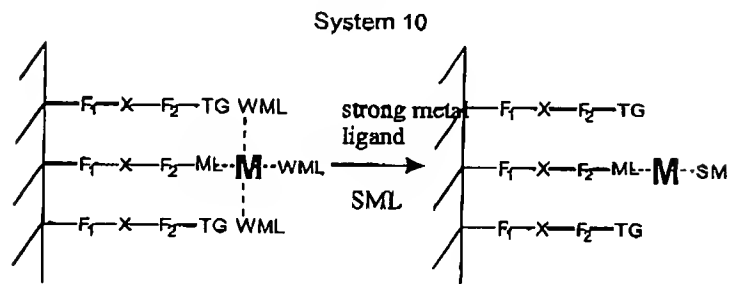 System 10
F₁-X-F₂-TG WML
F₁-X-F₂-ML--M--WML
F₁-X-F₂-TG WML
strong metal
ligand
SML
F₁-X-F₂-TG
F₁-X-F₂-ML--M--SM
F₁-X-F₂-TG